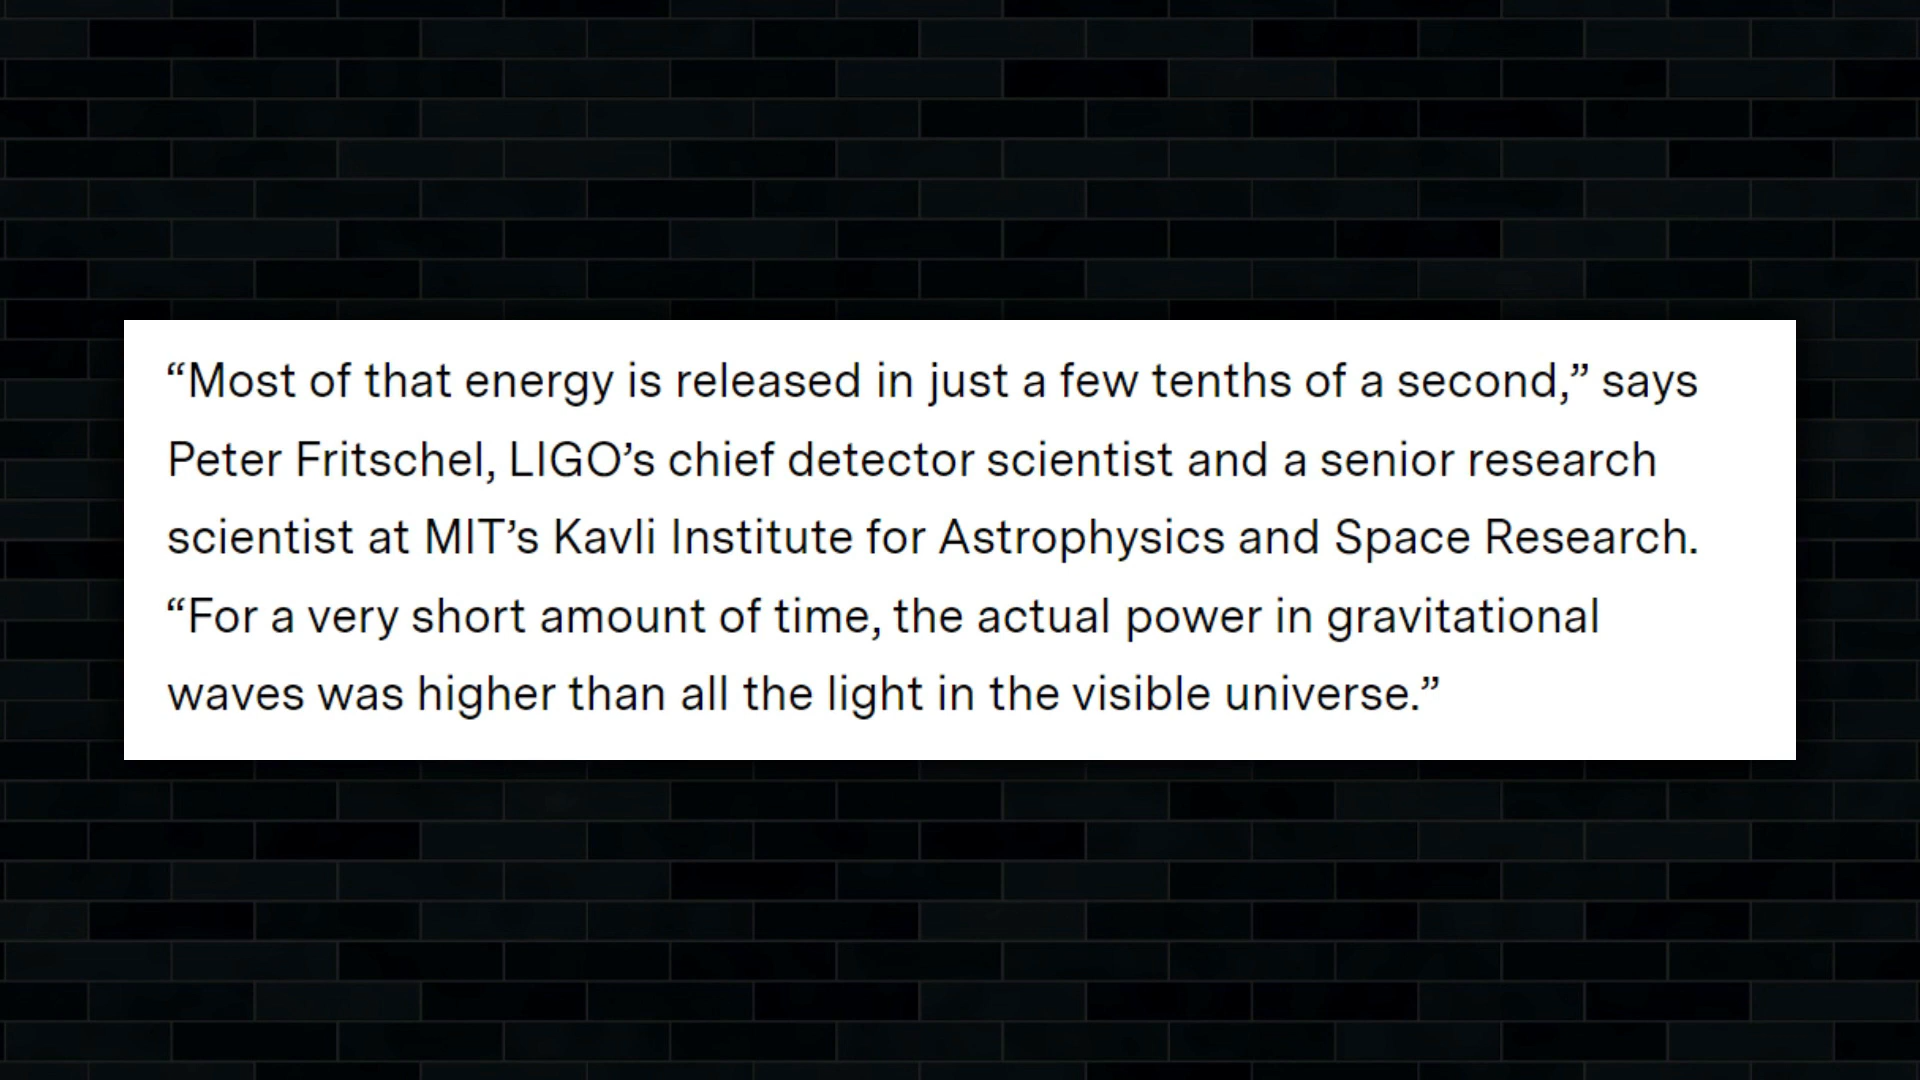 “Most of that energy is released in just a few tenths of a second,” says
Peter Fritschel, LIGO’s chief detector scientist and a senior research
scientist at MIT’s Kavli Institute for Astrophysics and Space Research.
“For a very short amount of time, the actual power in gravitational
waves was higher than all the light in the visible universe.”